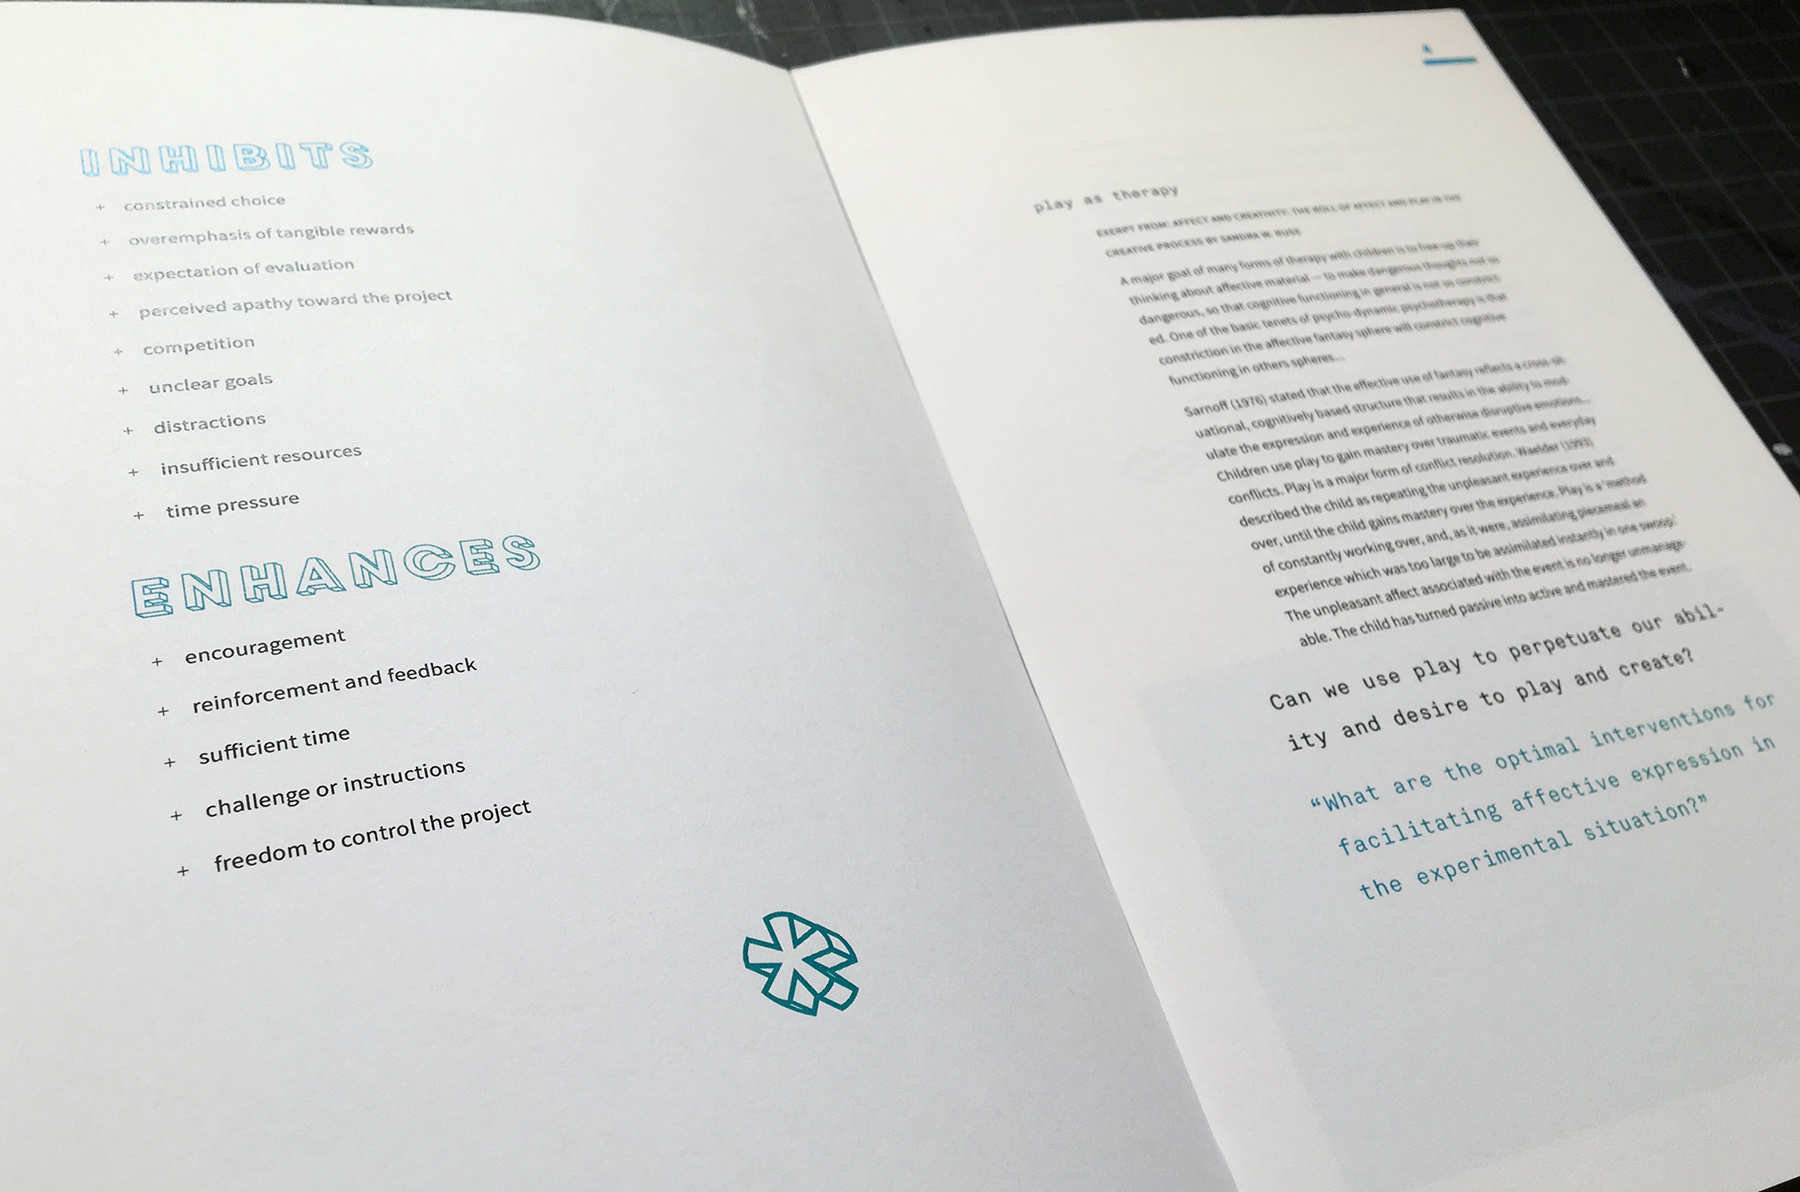 INHIBITS
+ constrained choice
+ overemphasis of tangible rewards
+ expectation of evaluation
+ perceived apathy toward the project
+ competition
+ unclear goals
+ distractions
+ insufficient resources
+ time pressure
ENHANCES
+ encouragement
+ reinforcement and feedback
+ sufficient time
+ challenge or instructions
+ freedom to control the project
play as therapy
EXERPT FROM: AFFECT AND CREATIVITY: THE ROLL OF AFFECT AND PLAY IN THE
CREATIVE PROCESS BY SANDRA W. RUSS
A major goal of many forms of therapy with children is to free up their
thinking about affective material — to make dangerous thoughts not so
dangerous, so that cognitive functioning in general is not so constrict-
ed. One of the basic tenets of psycho-dynamic psychotherapy is that
constriction in the affective fantasy sphere will constrict cognitive
functioning in others spheres...
Sarnoff (1976) stated that the effective use of fantasy reflects a cross-sit-
uational, cognitively based structure that results in the ability to mod-
ulate the expression and experience of otherwise disruptive emotions...
Children use play to gain mastery over traumatic events and everyday
conflicts. Play is a major form of conflict resolution. Waelder (1993)
described the child as repeating the unpleasant experience over and
over, until the child gains mastery over the experience. Play is a 'method
of constantly working over, and, as it were, assimilating piecemeal an
experience which was too large to be assimilated instantly in one swoop.'
The unpleasant affect associated with the event is no longer unmanage-
able. The child has turned passive into active and mastered the event.
Can we use play to perpetuate our abil-
ity and desire to play and create?
“What are the optimal interventions for
facilitating affective expression in
the experimental situation?”